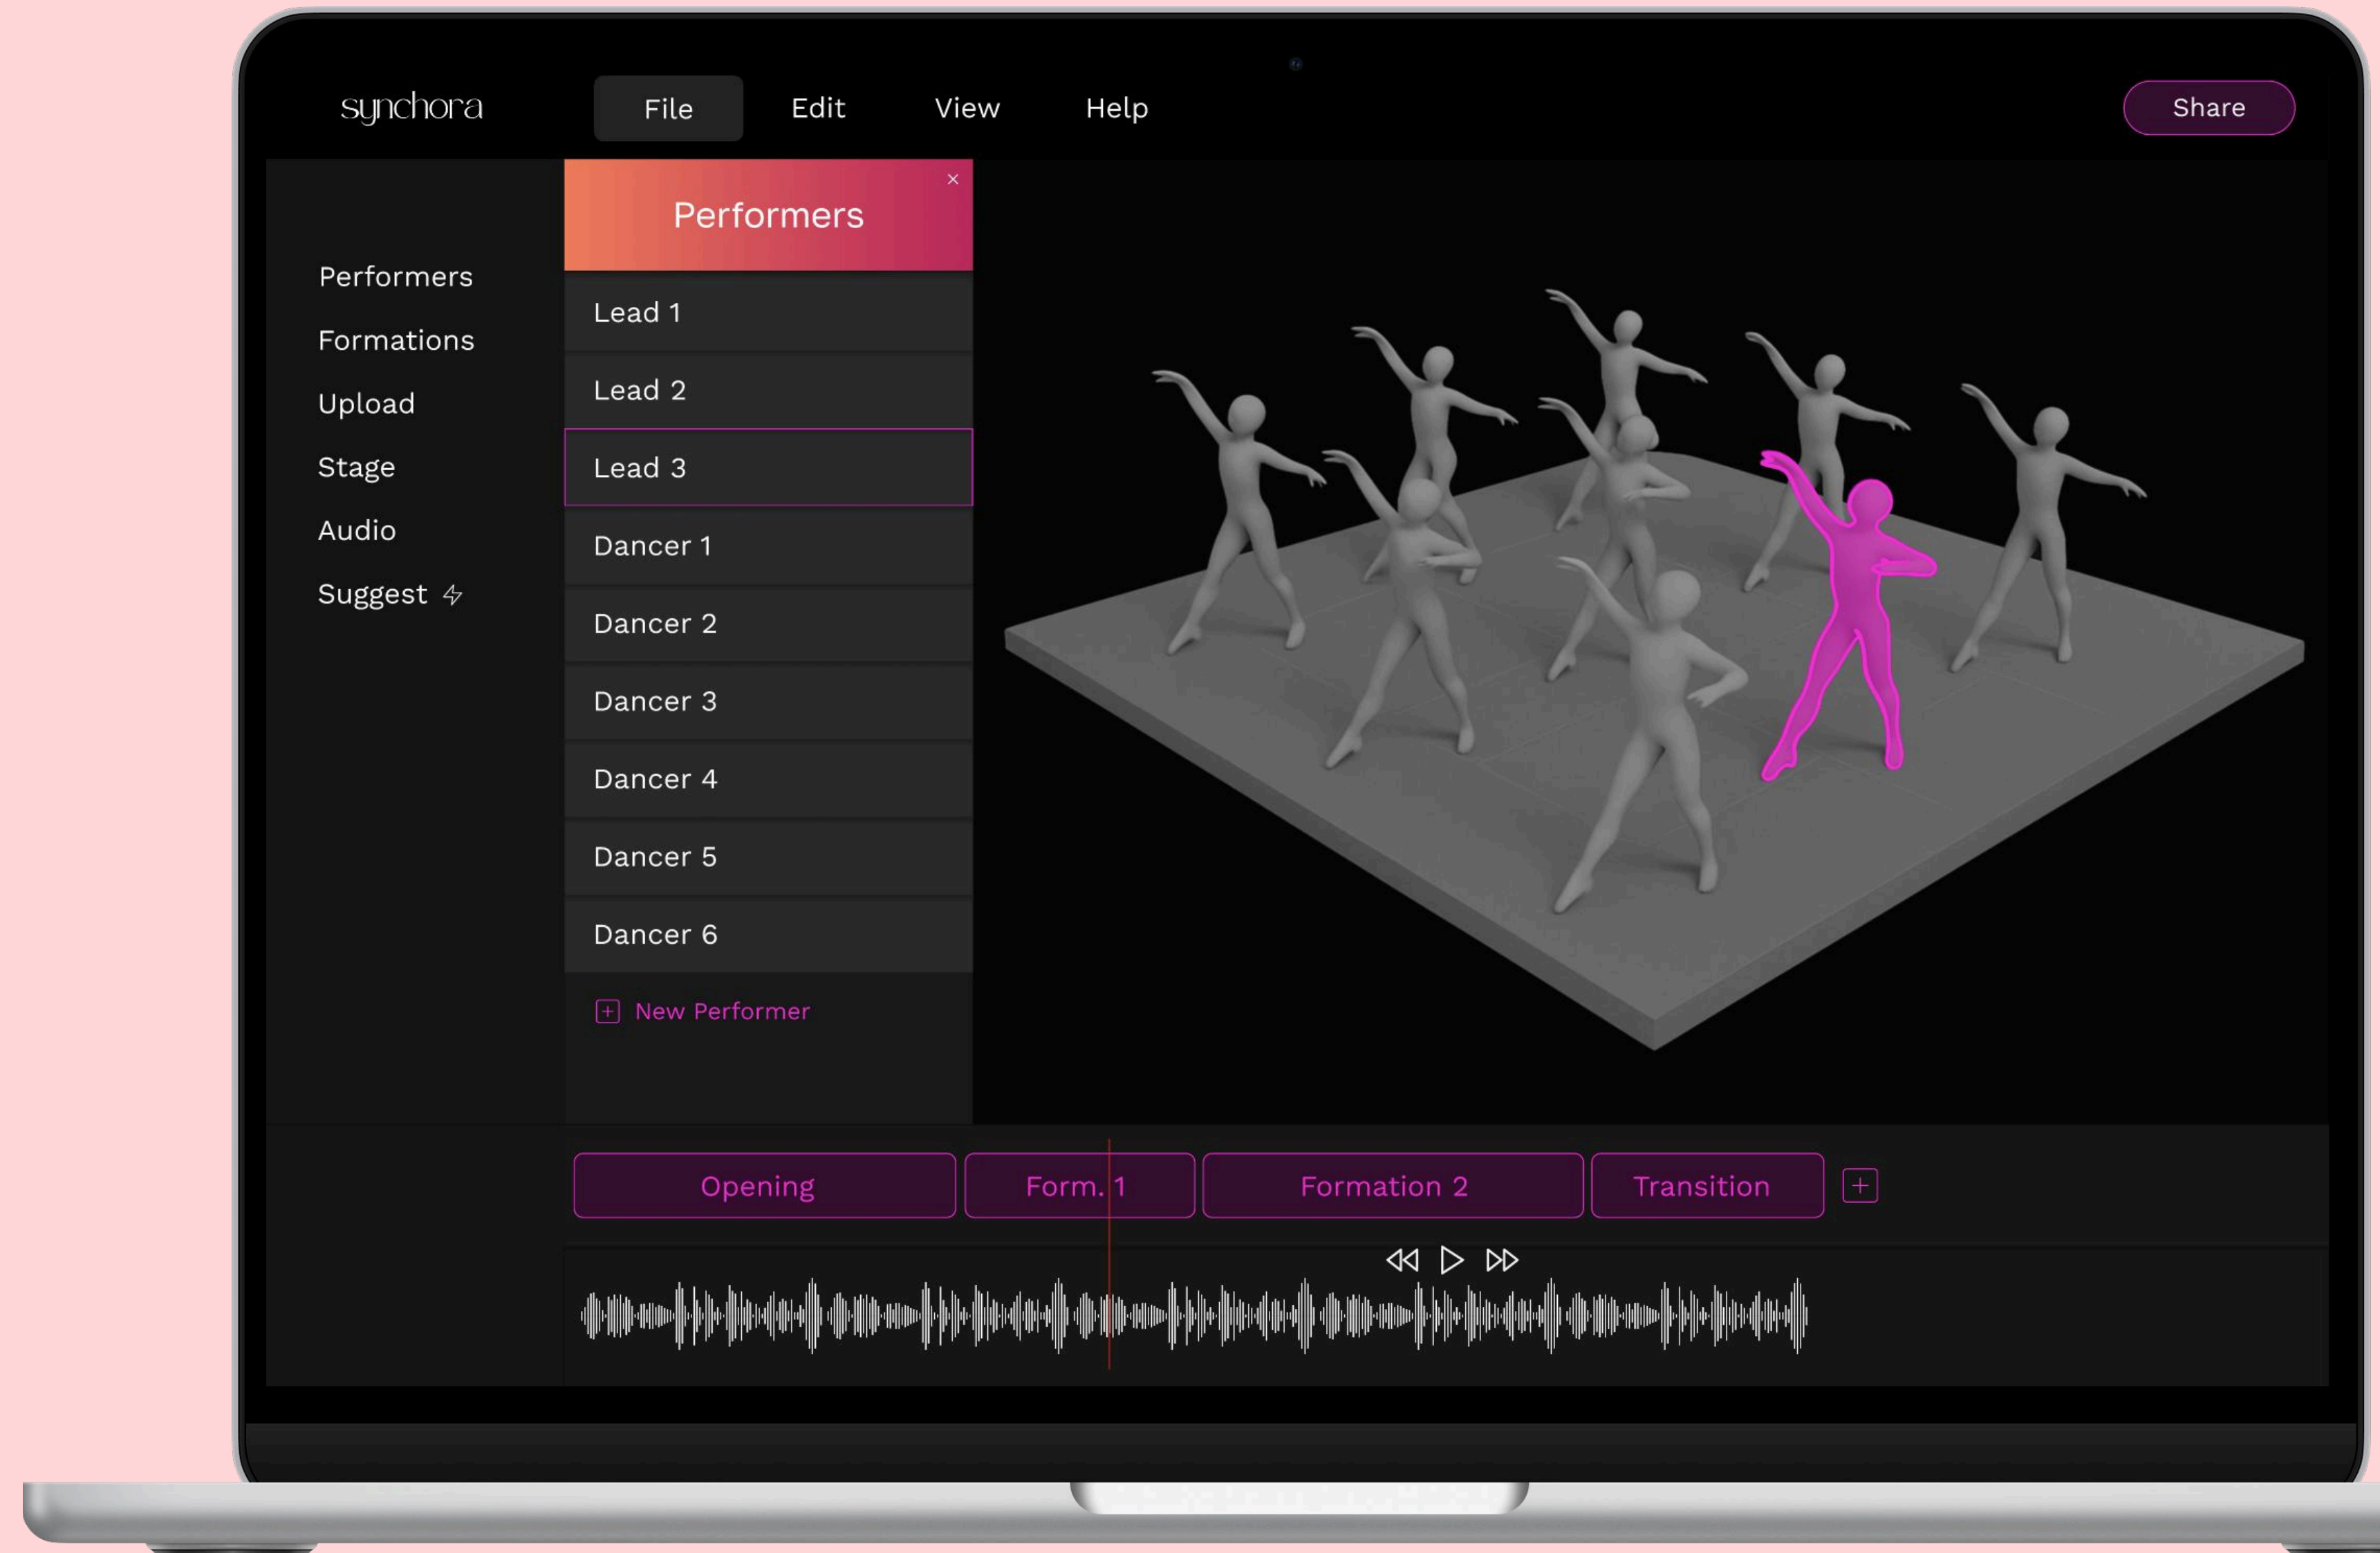 synchora
File
Edit
View
Help
Share
Performers
Formations
Upload
Stage
Audio
Suggest
Performers
Lead 1
Lead 2
Lead 3
Dancer 1
Dancer 2
Dancer 3
Dancer 4
Dancer 5
Dancer 6
New Performer
Opening
Form. 1
Formation 2
Transition